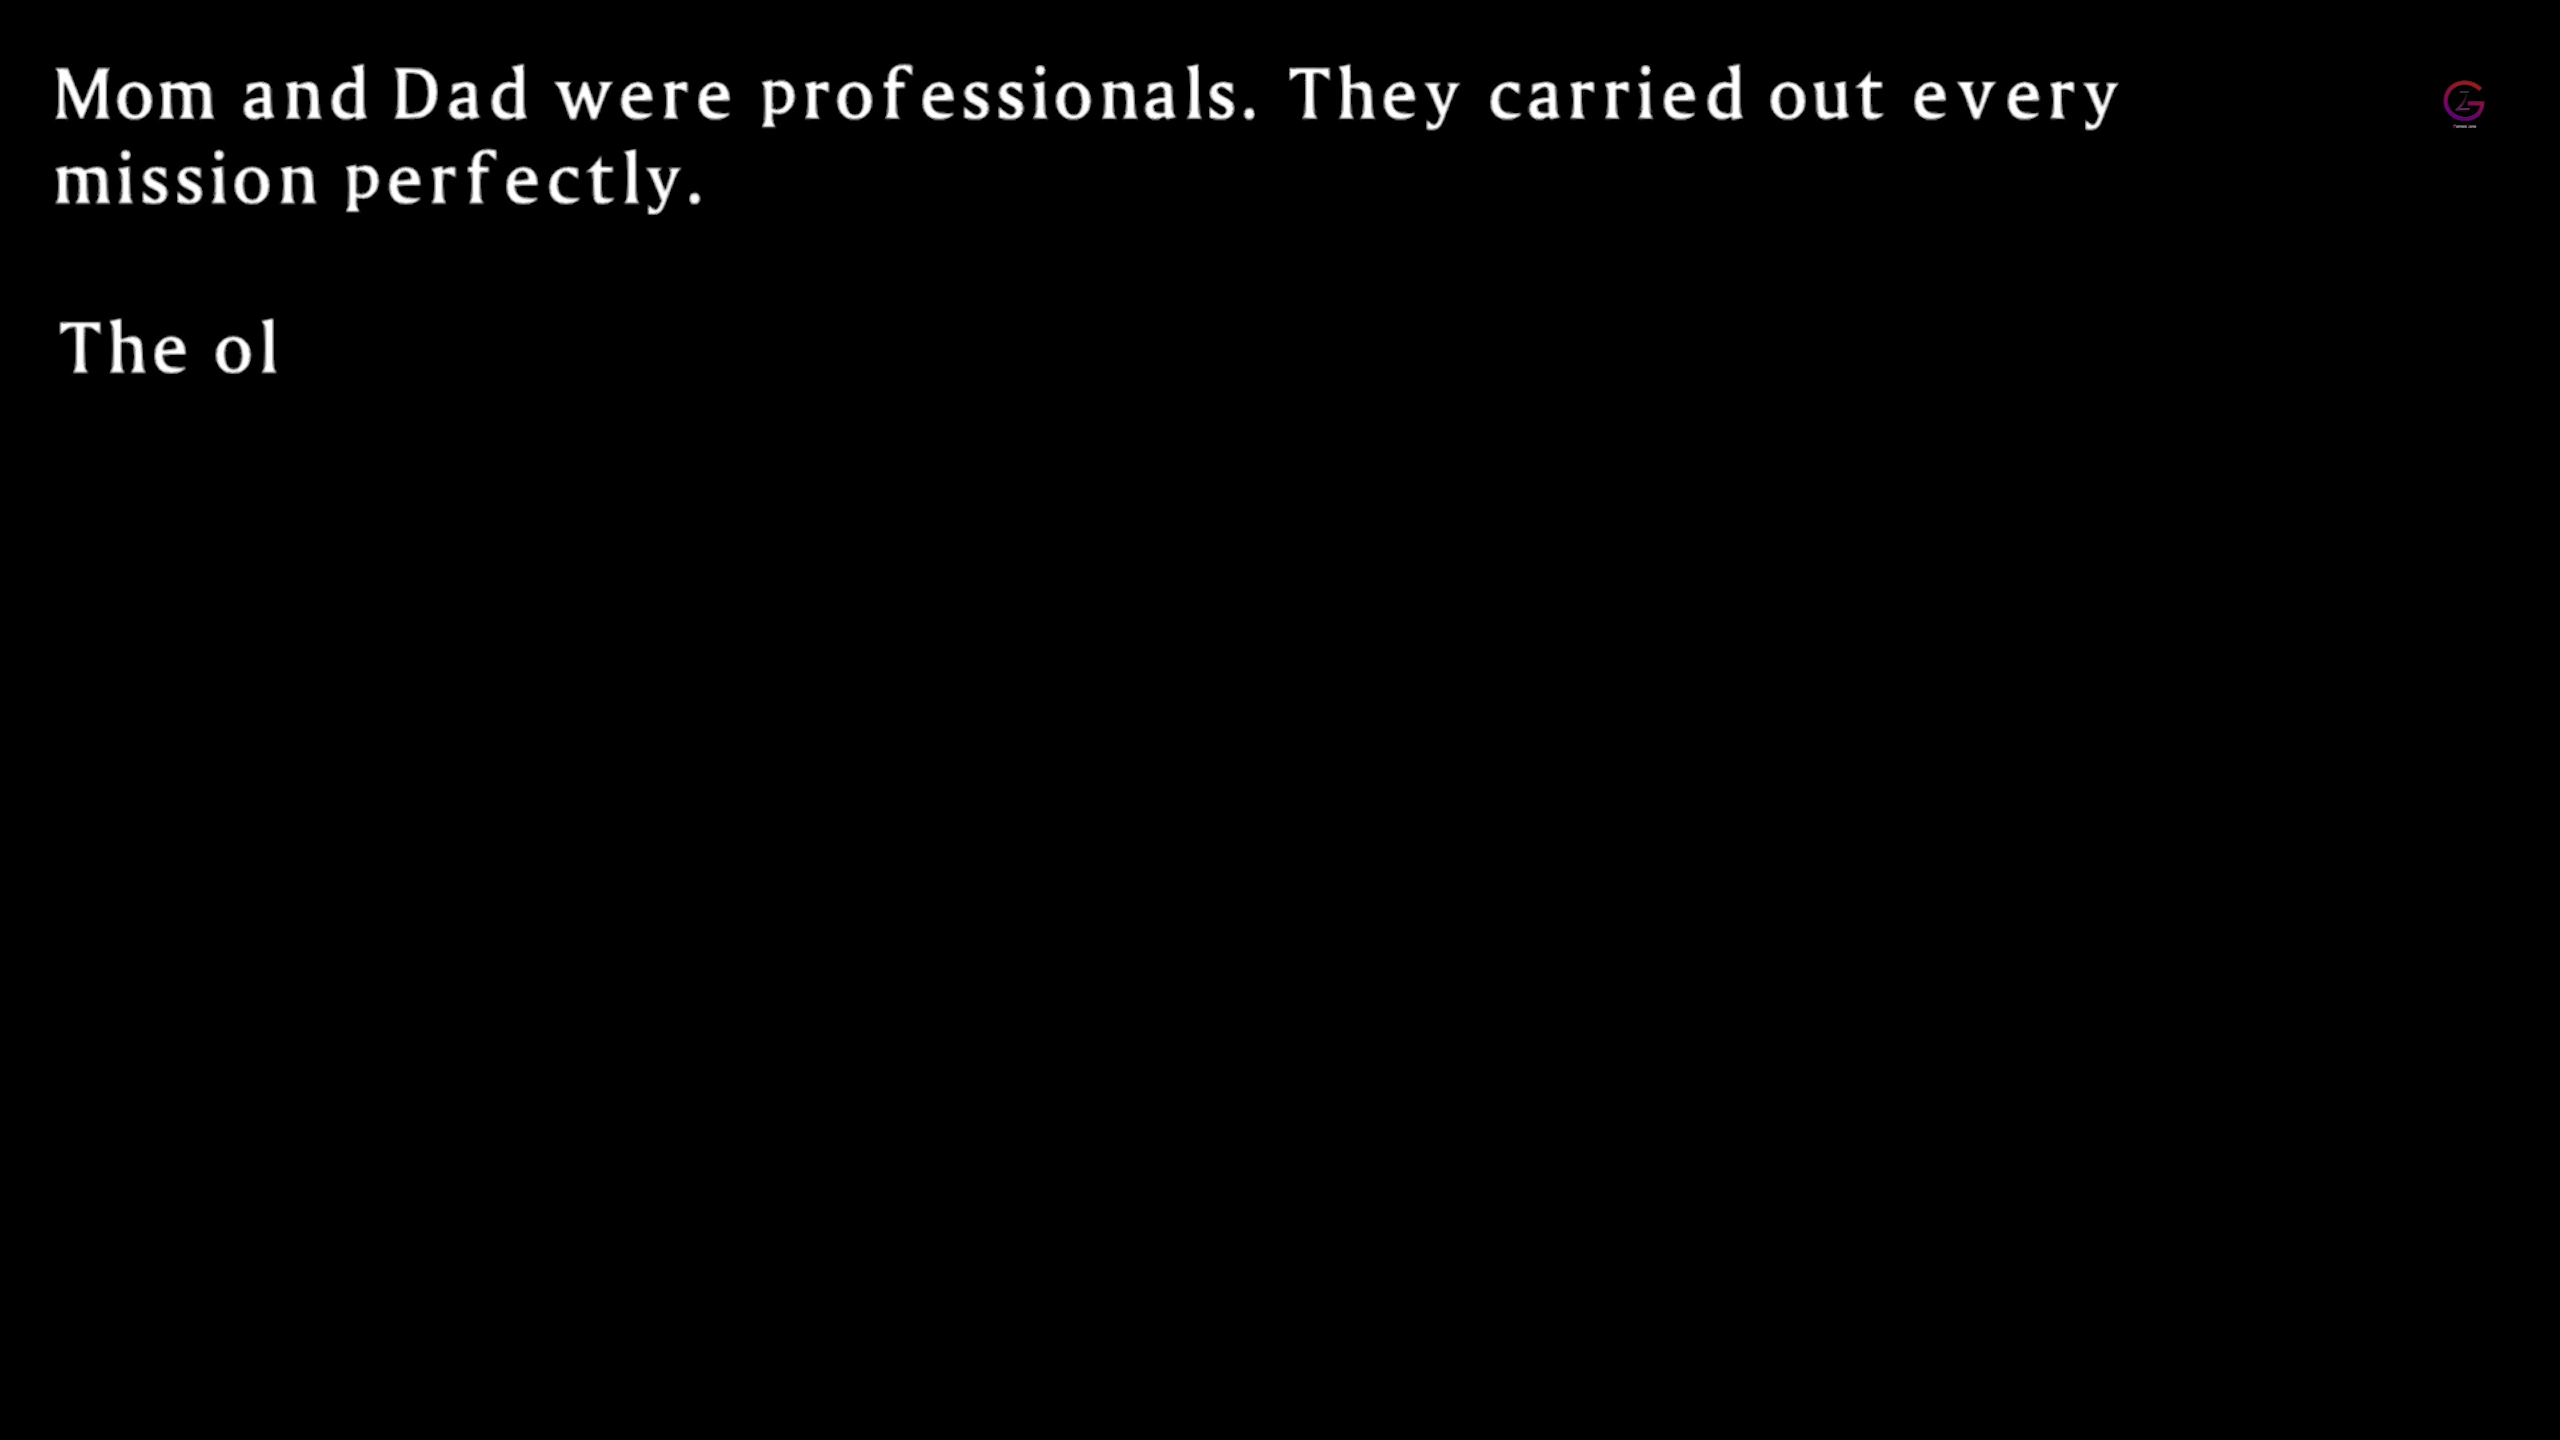 Mom and Dad were professionals. They carried out every
mission perfectly.
The ol